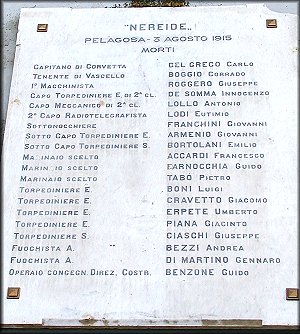 "NEREIDE"
PELAGOSA - 5 AGOSTO 1915
MORTI
CAPITANO DI CORVETTA DEL GRECO CARLO
TENENTE DI VASCELLO BOGGIO CORRADO
1º MACCHINISTA ROGGERO GIUSEPPE
CAPO TORPEDINIERE E. DI 2ª CL. DE SOMMA INNOCENZO
CAPO MECCANICO DI 2ª CL. LOLLO ANTONIO
2º CAPO RADIOTELEGRAFISTA LODI EUTIMIO
SOTTONOCCHIERE FRANCHINI GIOVANNI
SOTTO CAPO TORPEDINIERE E. ARMENIO GIOVANNI
SOTTO CAPO TORPEDINIERE S. BORTOLANI EMILIO
MARINAIO SCELTO ACCARDI FRANCESCO
MARINAIO SCELTO EARNOCCHIA GUIDO
MARINAIO SCELTO TABÒ PIETRO
TORPEDINIERE E. BONI LUIGI
TORPEDINIERE E. CRAVETTO GIACOMO
TORPEDINIERE E. ERPETE UMBERTO
TORPEDINIERE E. PIANA GIACINTO
TORPEDINIERE S. CIASCHI GIUSEPPE
FUOCHISTA A. BEZZI ANDREA
FUOCHISTA A. DI MARTINO GENNARO
OPERAIO CONGEGN. DIREZ. COSTR. BENZONE GUIDO